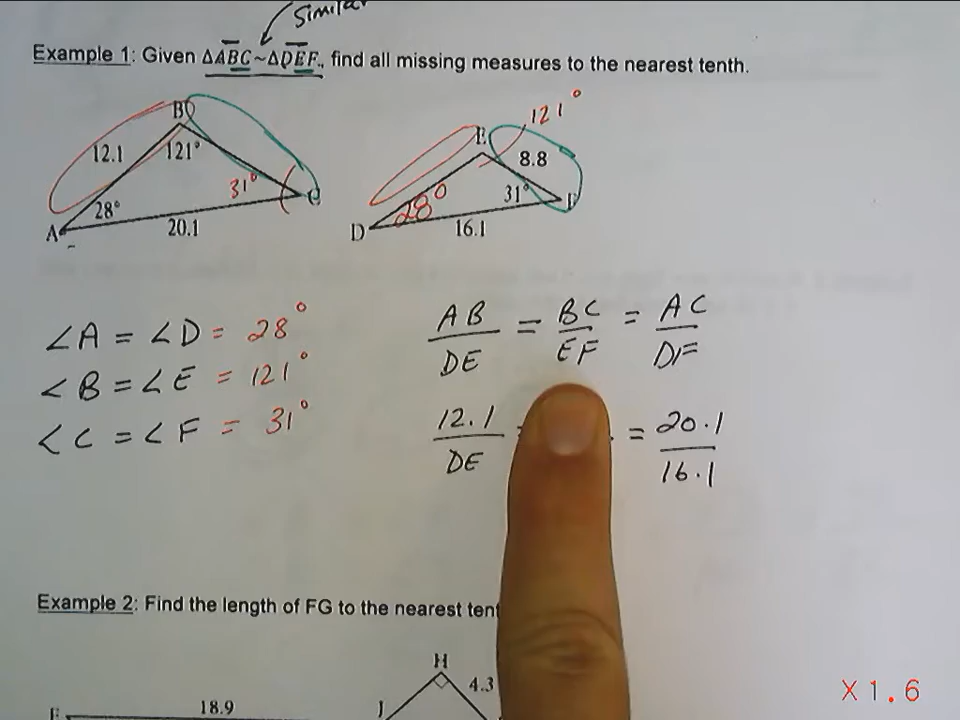 Similar
Example 1: Given ΔABC~ΔDEF, find all missing measures to the nearest tenth.
B
12.1
121°
31°
C
28°
A
20.1
121°
E
8.8
28°
31°
F
D
16.1
∠A = ∠D = 28°
∠B = ∠E = 121°
∠C = ∠F = 31°
AB/DE = BC/EF = AC/DF
12.1/DE = = 20.1/16.1
Example 2: Find the length of FG to the nearest tent
H
4.3
J
18.9
X1.6